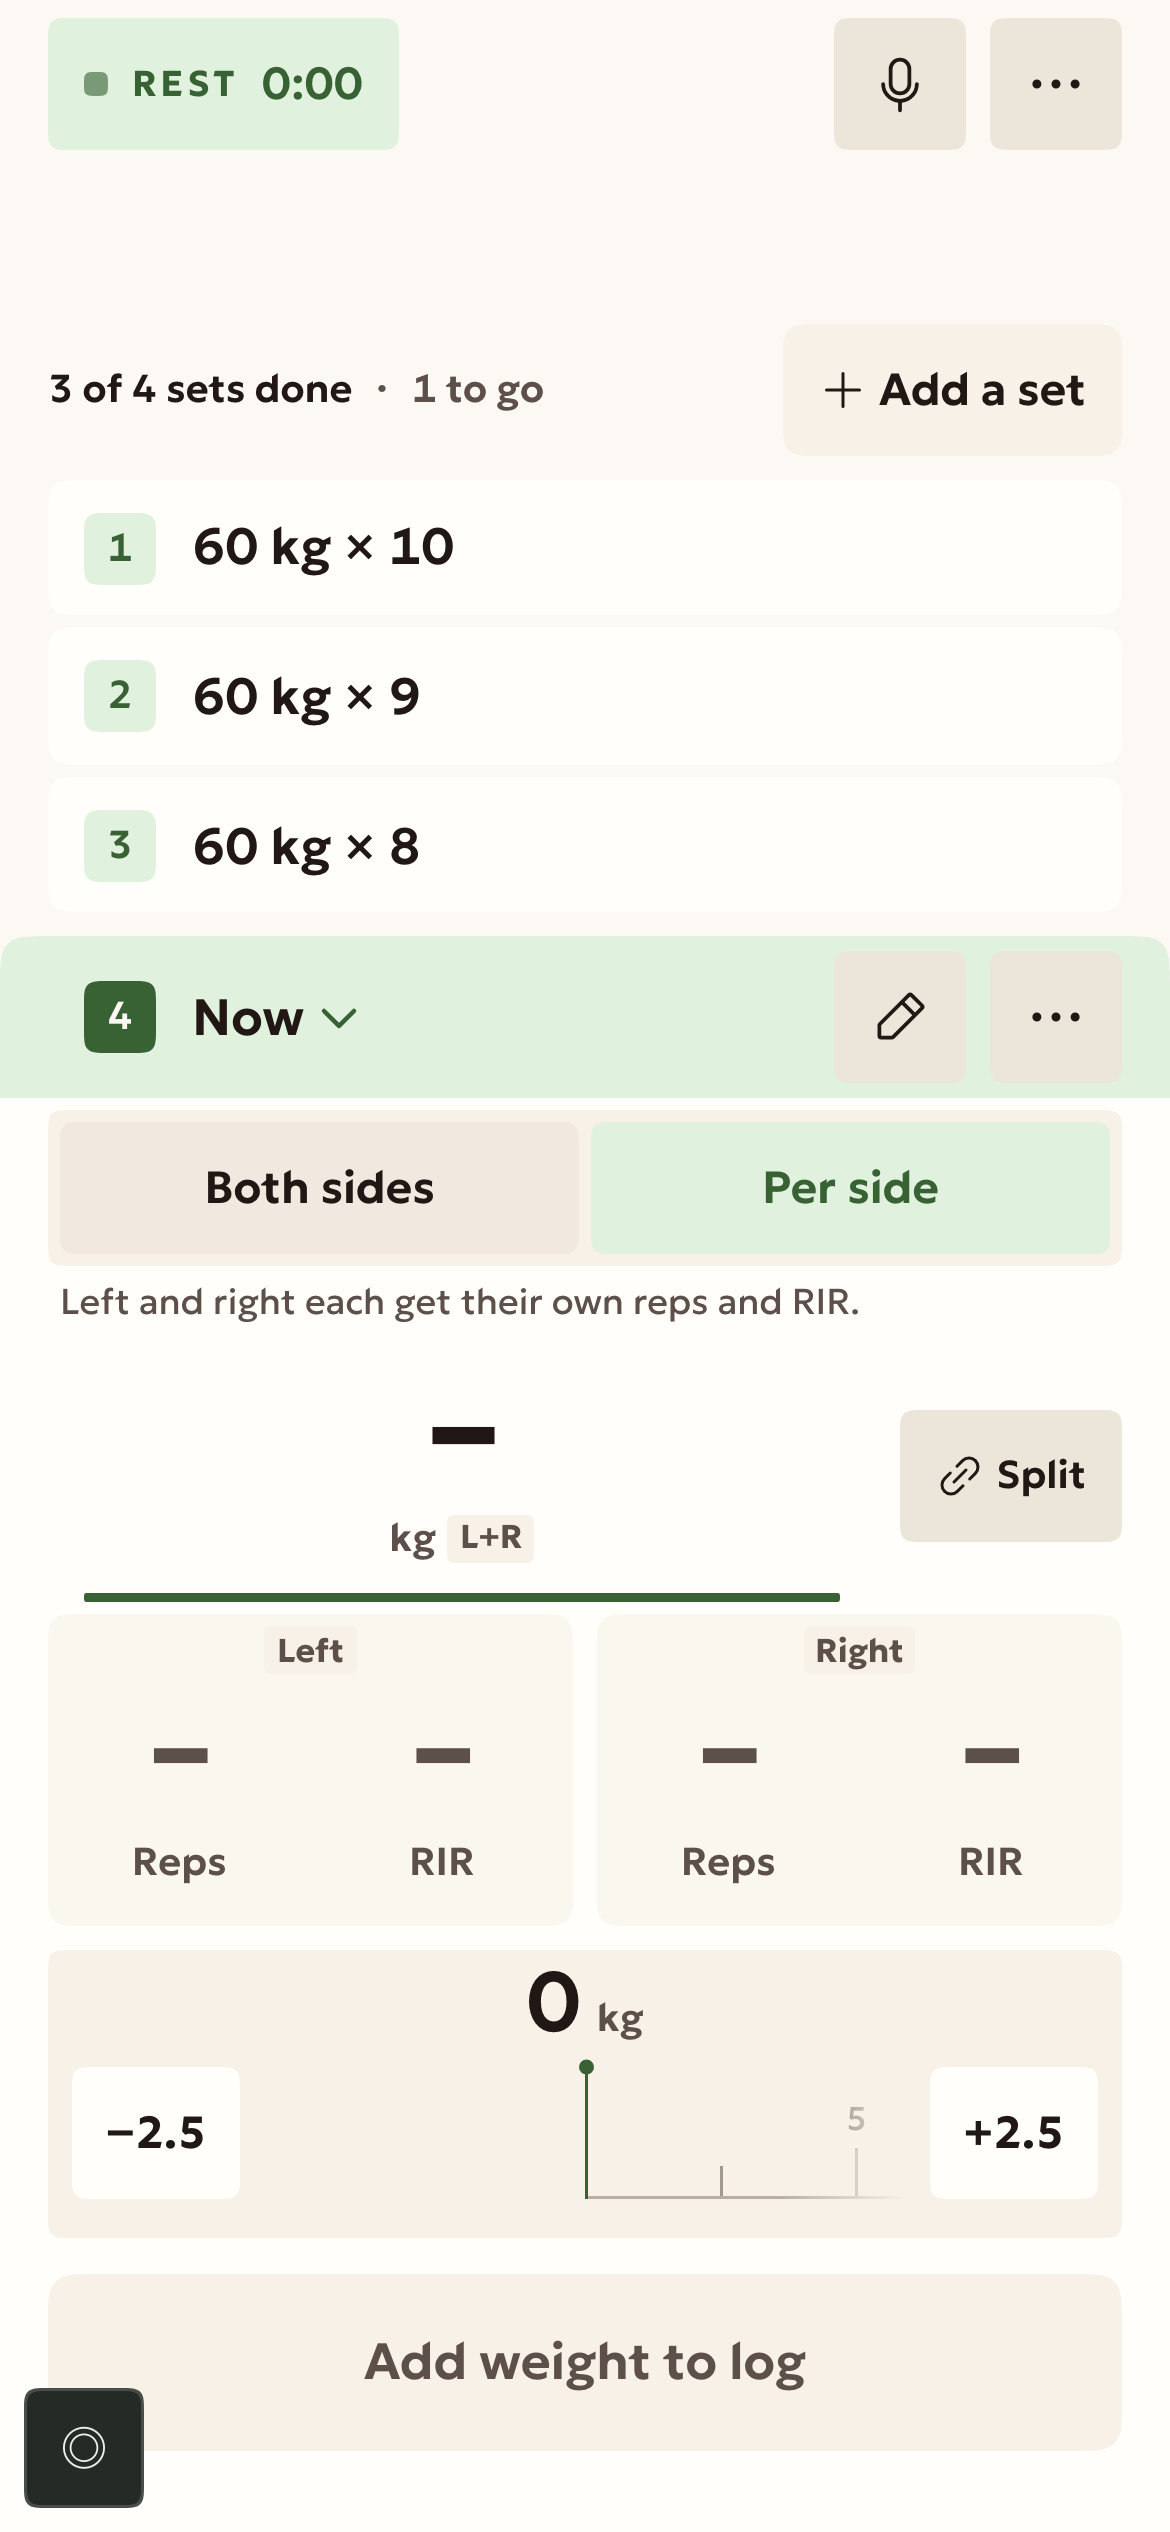 REST 0:00
3 of 4 sets done · 1 to go
+ Add a set
1 60 kg × 10
2 60 kg × 9
3 60 kg × 8
4 Now
Both sides
Per side
Left and right each get their own reps and RIR.
–
Split
kg L+R
Left
Right
– – – –
Reps RIR Reps RIR
0 kg
−2.5
5
+2.5
Add weight to log